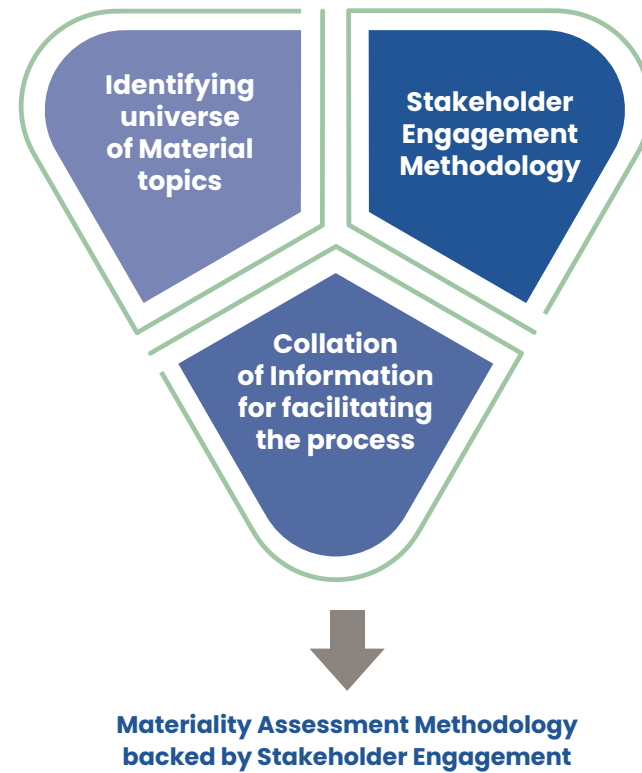 Identifying
universe
of Material
topics
Stakeholder
Engagement
Methodology
Collation
of Information
for facilitating
the process
Materiality Assessment Methodology
backed by Stakeholder Engagement